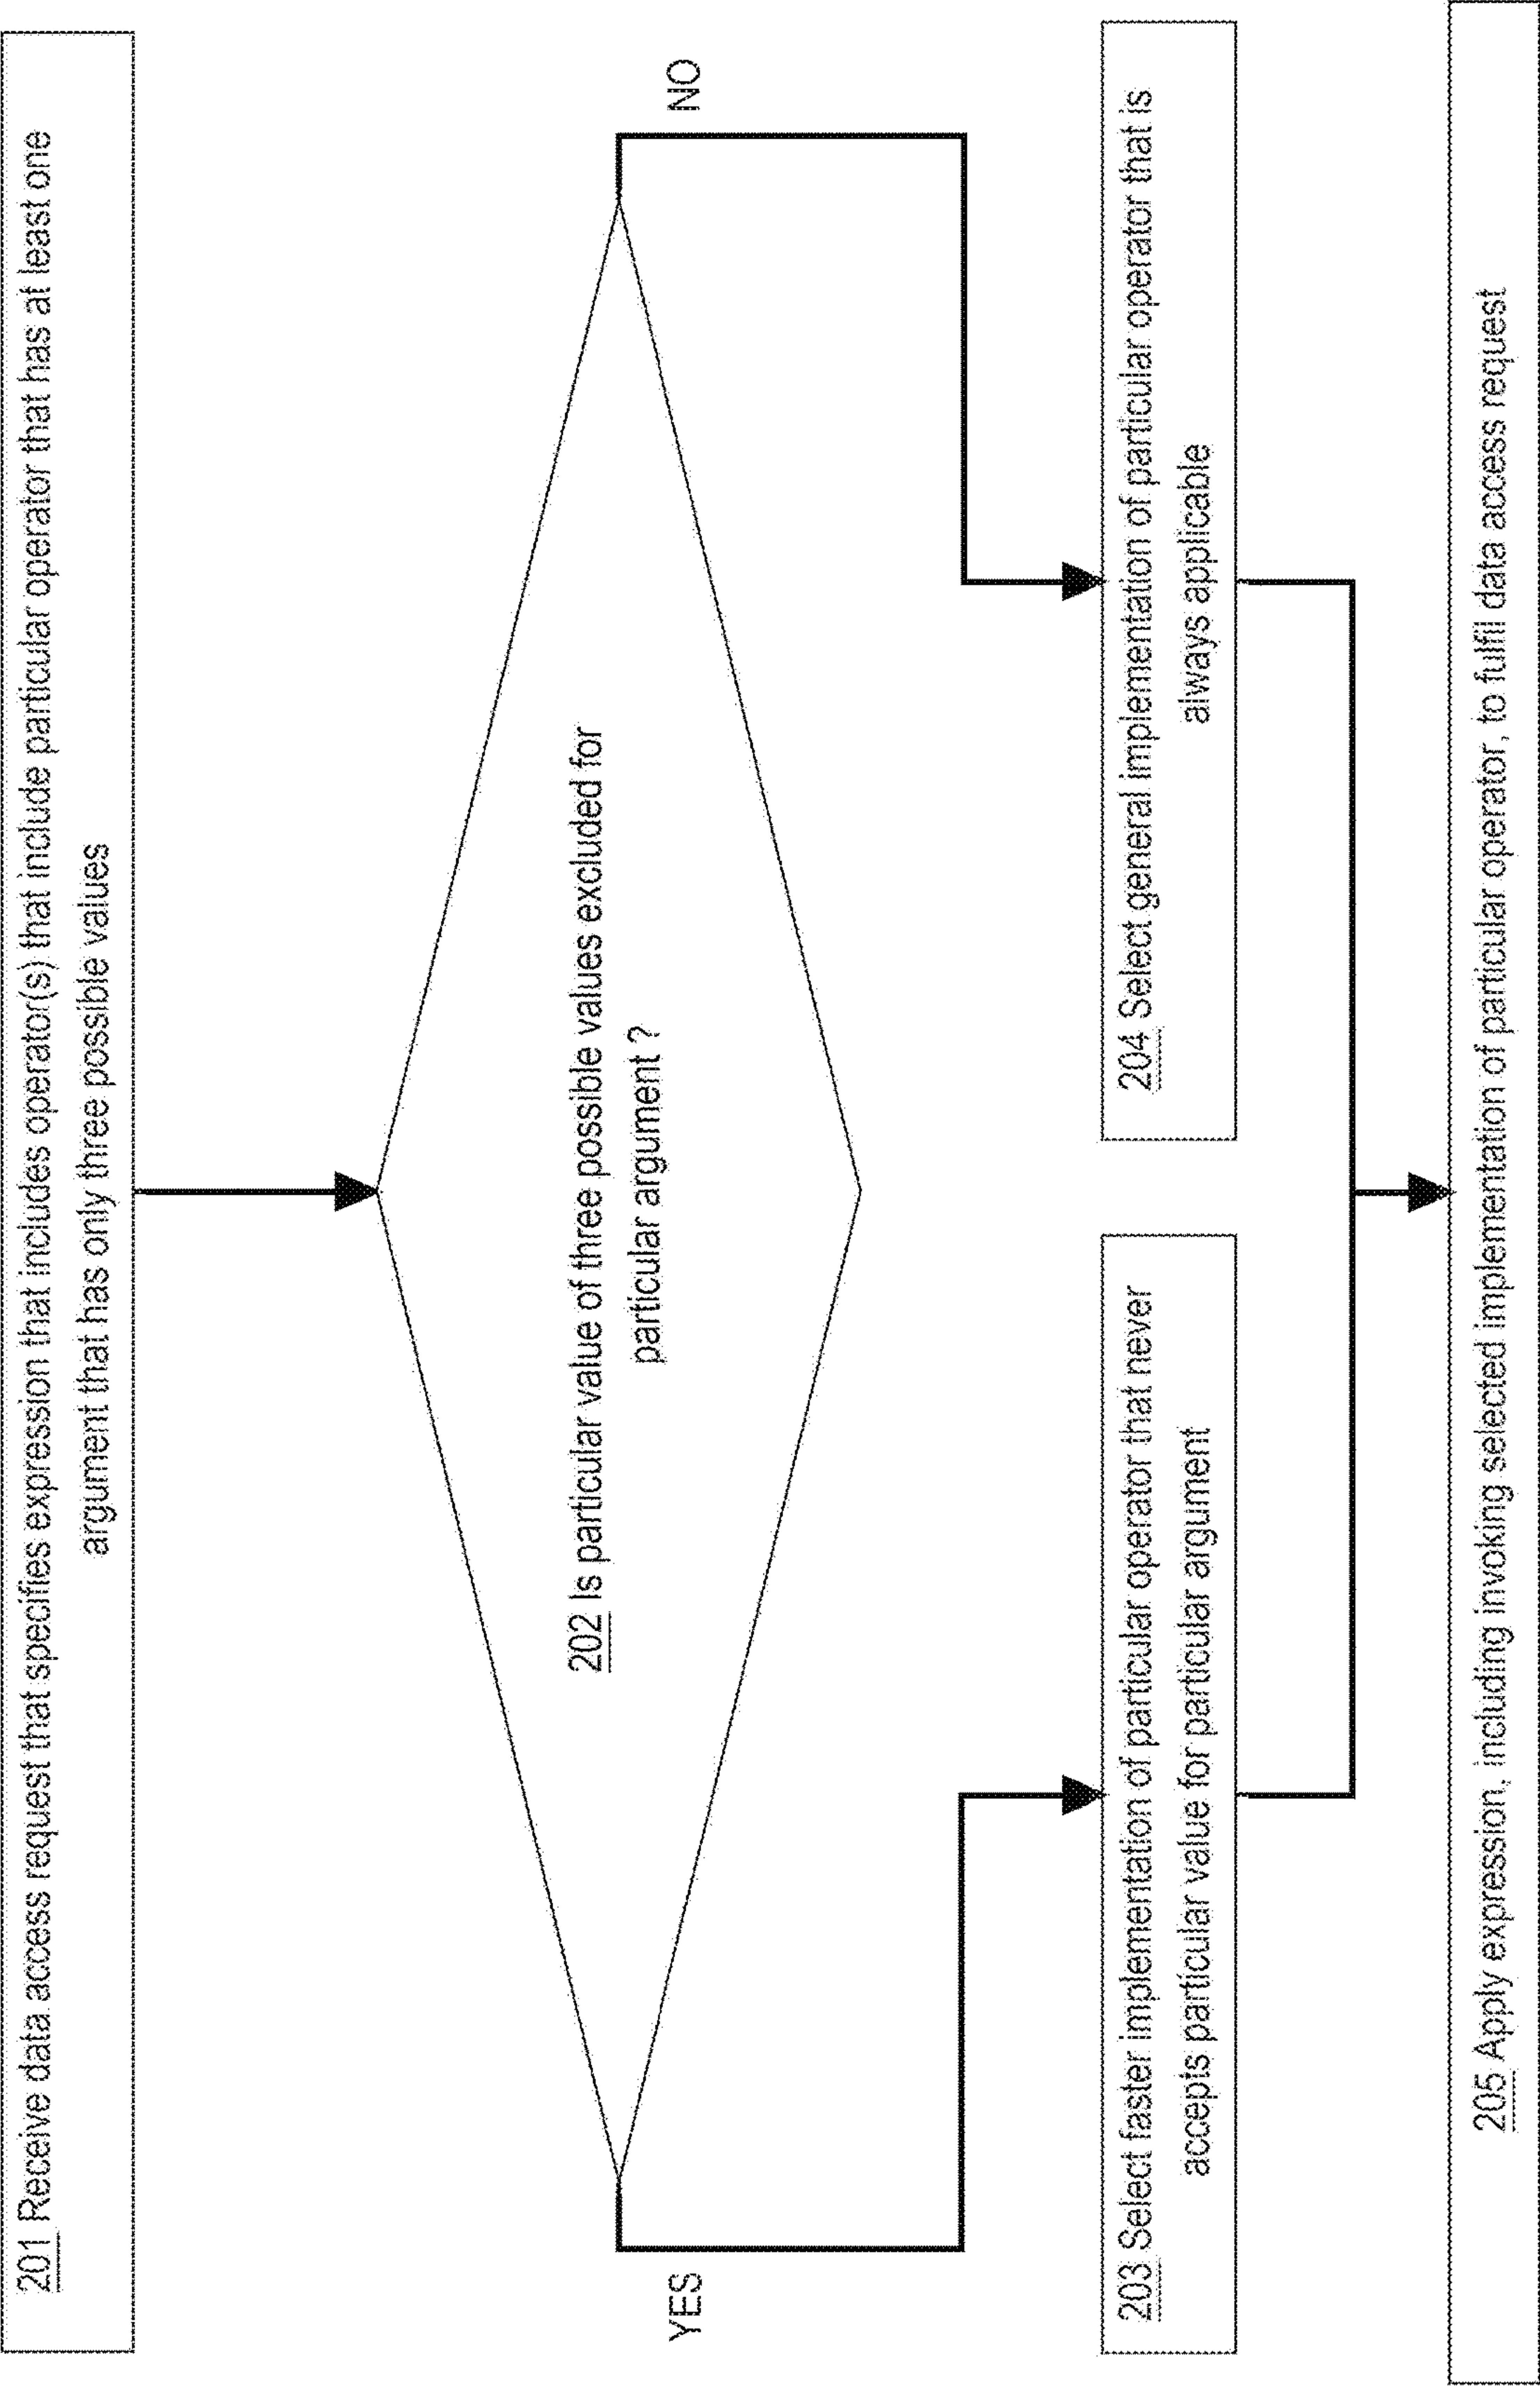 201 Receive data access request that specifies expression that includes operator(s) that include particular operator that has at least one
argument that has only three possible values
202 Is particular value of three possible values excluded for
particular argument ?
YES
NO
203 Select faster implementation of particular operator that never
accepts particular value for particular argument
204 Select general implementation of particular operator that is
always applicable
205 Apply expression, including invoking selected implementation of particular operator, to fulfil data access request